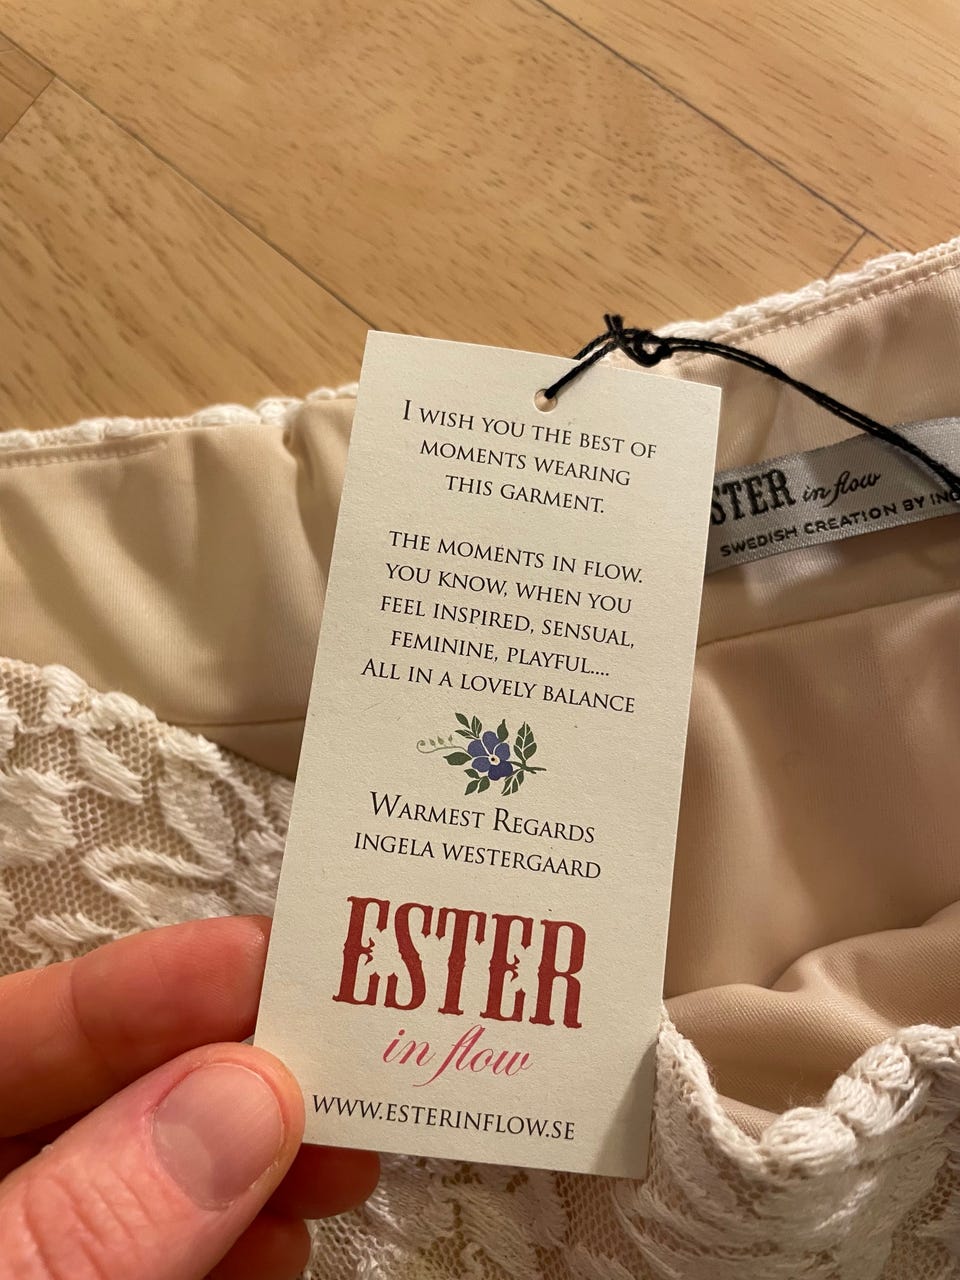 I WISH YOU THE BEST OF
MOMENTS WEARING
THIS GARMENT.
THE MOMENTS IN FLOW.
YOU KNOW, WHEN YOU
FEEL INSPIRED, SENSUAL,
FEMININE, PLAYFUL....
ALL IN A LOVELY BALANCE
WARMEST REGARDS
INGELA WESTERGAARD
ESTER
in flow
WWW.ESTERINFLOW.SE
STER in flow
SWEDISH CREATION BY ING